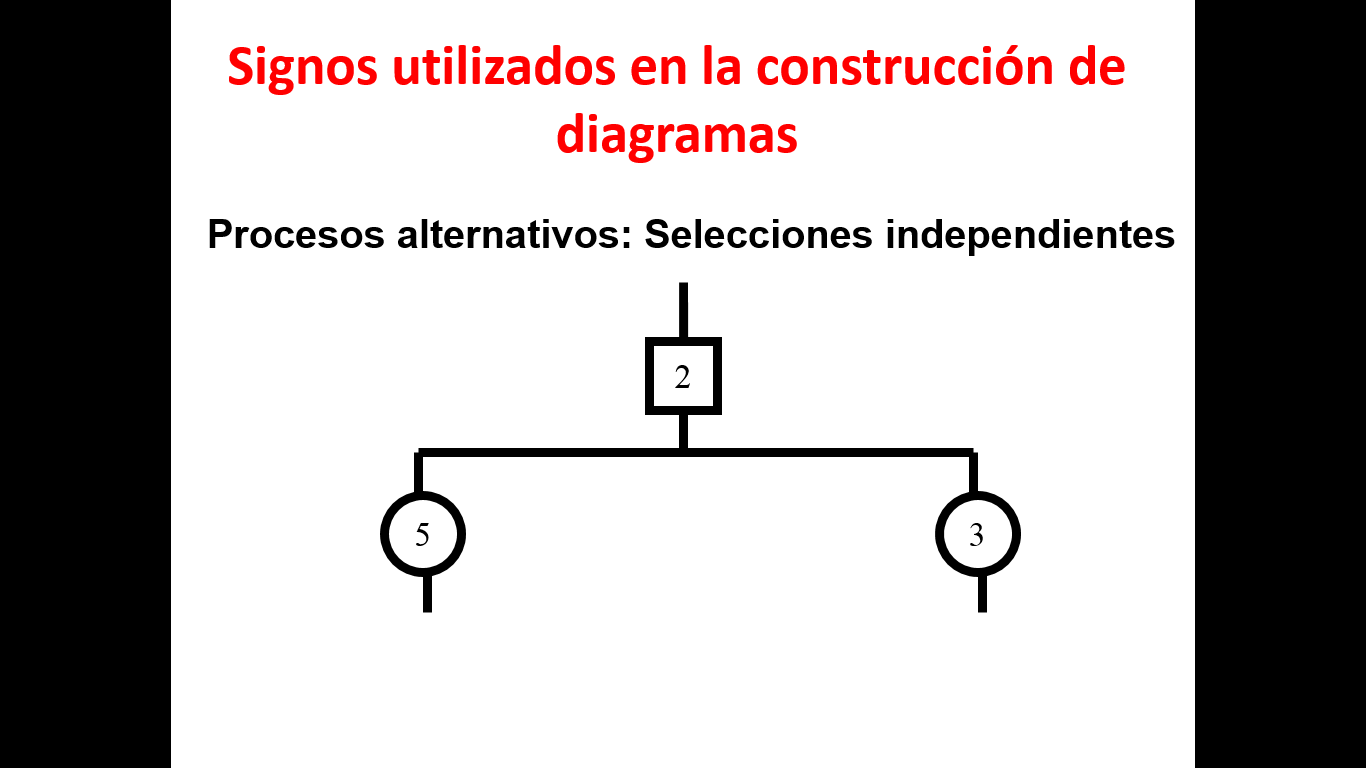 Signos utilizados en la construcción de
diagramas
Procesos alternativos: Selecciones independientes
2
5
3